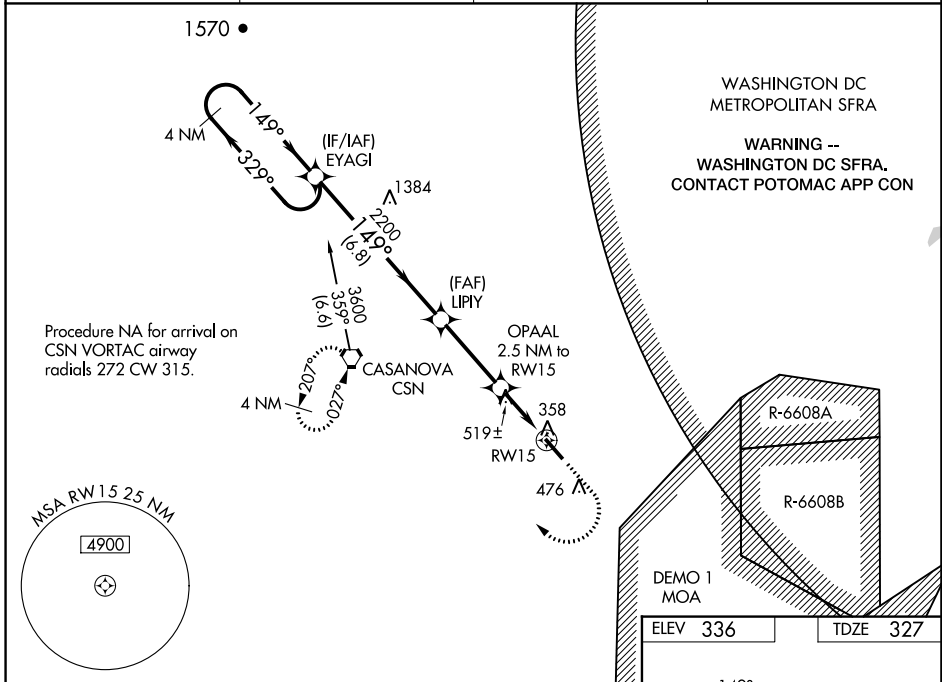 1570
WASHINGTON DC
METROPOLITAN SFRA
WARNING --
WASHINGTON DC SFRA.
CONTACT POTOMAC APP CON
149°
4 NM
329°
(IF/IAF)
EYAGI
1384
2200
149°
(6.8)
3600
359°
(6.6)
(FAF)
LIPIY
Procedure NA for arrival on
CSN VORTAC airway
radials 272 CW 315.
OPAAL
2.5 NM to
RW15
CASANOVA
CSN
207°
027°
4 NM
358
519±
RW15
476
R-6608A
R-6608B
MSA RW15 25 NM
4900
DEMO 1
MOA
ELEV 336
TDZE 327